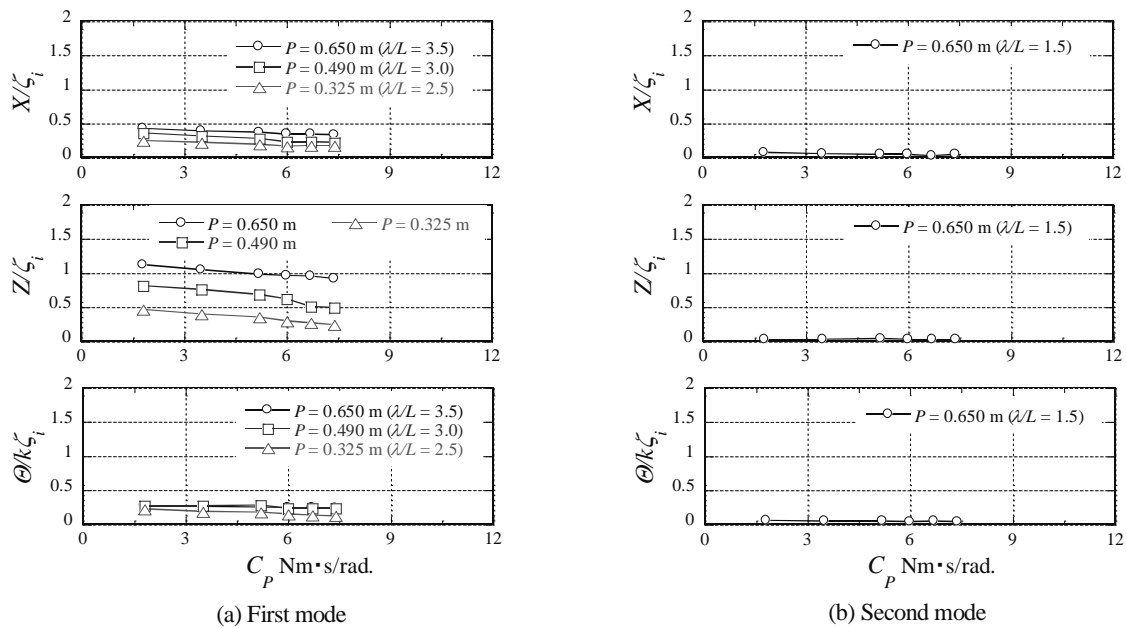 2
1.5
1
0.5
0
X/ζi
P = 0.650 m (λ/L = 3.5)
P = 0.490 m (λ/L = 3.0)
P = 0.325 m (λ/L = 2.5)
0 3 6 9 12
2
1.5
1
0.5
0
Z/ζi
P = 0.650 m P = 0.325 m
P = 0.490 m
0 3 6 9 12
2
1.5
1
0.5
0
Θ/kζi
P = 0.650 m (λ/L = 3.5)
P = 0.490 m (λ/L = 3.0)
P = 0.325 m (λ/L = 2.5)
0 3 6 9 12
CP Nm・s/rad.
(a) First mode
2
1.5
1
0.5
0
X/ζi
P = 0.650 m (λ/L = 1.5)
0 3 6 9 12
2
1.5
1
0.5
0
Z/ζi
P = 0.650 m (λ/L = 1.5)
0 3 6 9 12
2
1.5
1
0.5
0
Θ/kζi
P = 0.650 m (λ/L = 1.5)
0 3 6 9 12
CP Nm・s/rad.
(b) Second mode